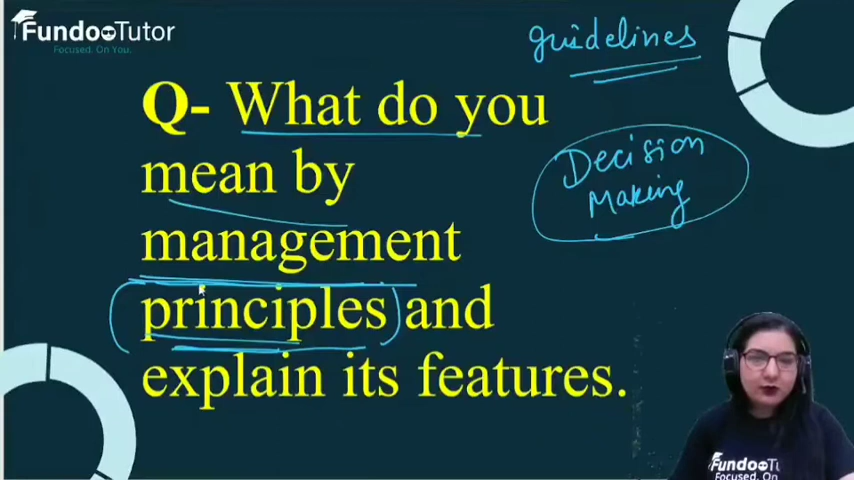 FundooTutor
Focused. On You.
guidelines
Q- What do you
mean by
management
principles and
explain its features.
Decision
Making
FundooTu
Focused. On